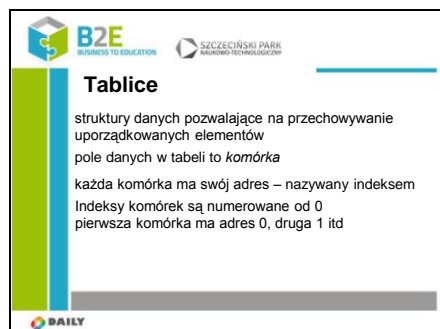 B2E
BUSINESS TO EDUCATION
SZCZECIŃSKI PARK
NAUKOWO-TECHNOLOGICZNY
Tablice
struktury danych pozwalające na przechowywanie
uporządkowanych elementów
pole danych w tabeli to komórka
każda komórka ma swój adres – nazywany indeksem
Indeksy komórek są numerowane od 0
pierwsza komórka ma adres 0, druga 1 itd
DAILY